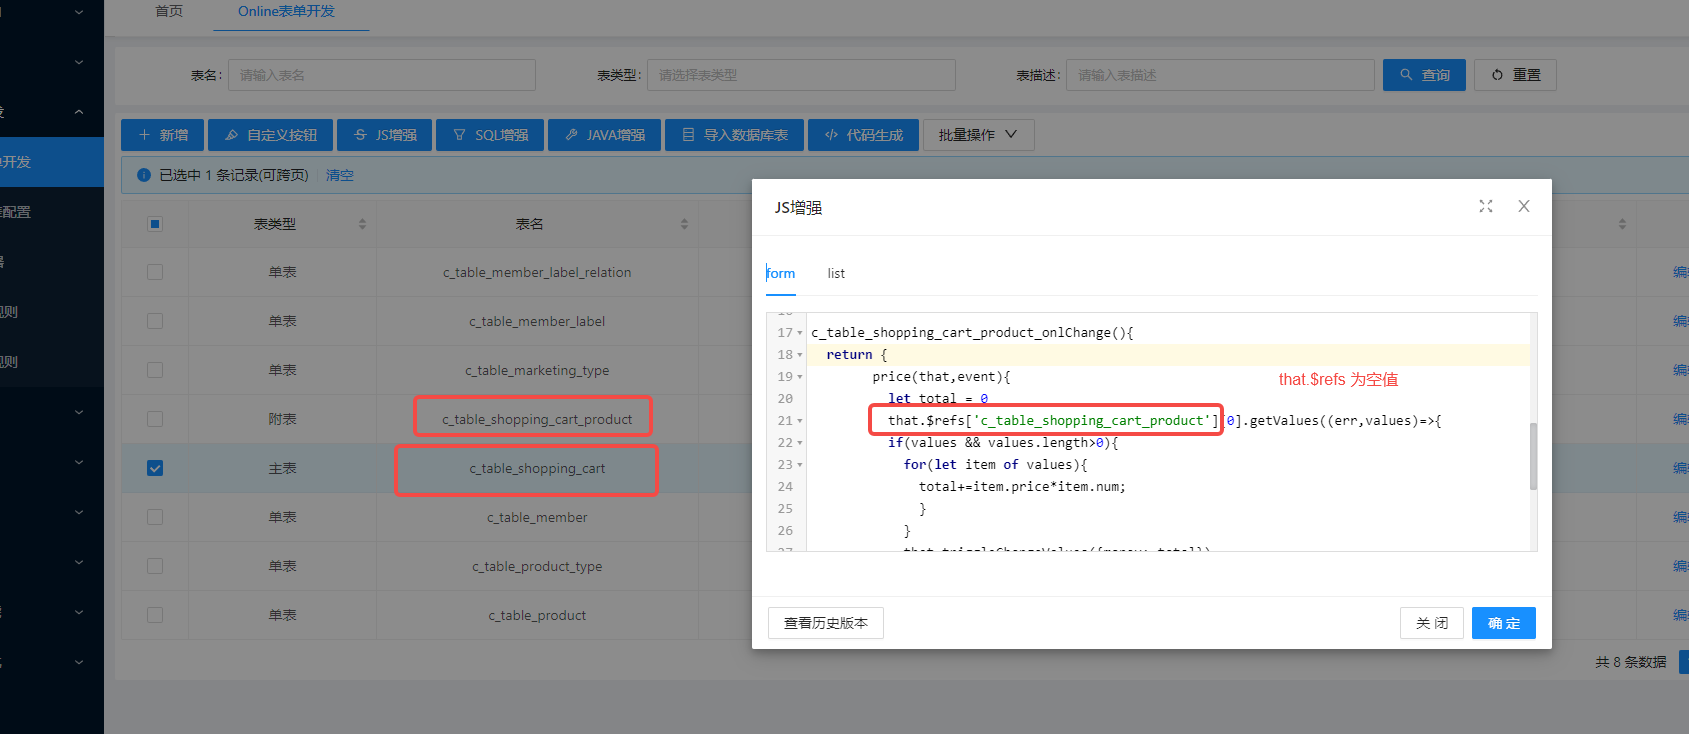 首页
Online表单开发
表名:
请输入表名
表类型:
请选择表类型
表描述:
请输入表描述
查询
重置
新增
自定义按钮
JS增强
SQL增强
JAVA增强
导入数据库表
代码生成
批量操作
已选中 1 条记录(可跨页)
清空
开发
配置
规则
规则
表类型
表名
单表
c_table_member_label_relation
单表
c_table_member_label
单表
c_table_marketing_type
附表
c_table_shopping_cart_product
主表
c_table_shopping_cart
单表
c_table_member
单表
c_table_product_type
单表
c_table_product
共 8 条数据
JS增强
form
list
17 c_table_shopping_cart_product_onlChange(){
18 return {
19 price(that,event){
20 let total = 0
21 that.$refs['c_table_shopping_cart_product'][0].getValues((err,values)=>{
22 if(values && values.length>0){
23 for(let item of values){
24 total+=item.price*item.num;
25 }
26 }
that.$refs 为空值
查看历史版本
关 闭
确 定